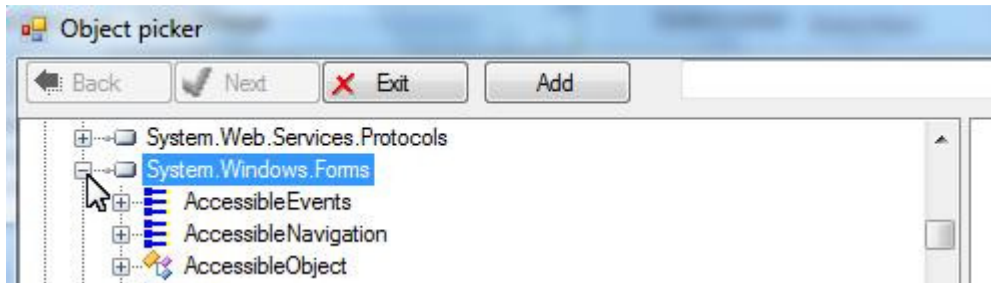 Object picker
Back Next Exit Add
System.Web.Services.Protocols
System.Windows.Forms
AccessibleEvents
AccessibleNavigation
AccessibleObject